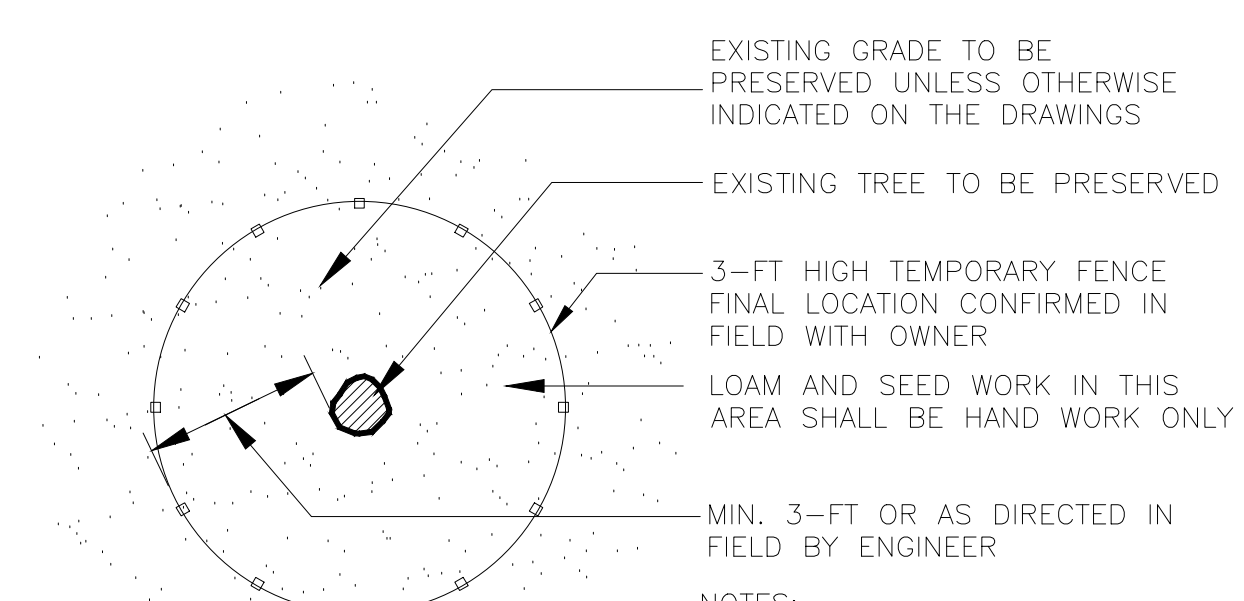 EXISTING GRADE TO BE
PRESERVED UNLESS OTHERWISE
INDICATED ON THE DRAWINGS
EXISTING TREE TO BE PRESERVED
3-FT HIGH TEMPORARY FENCE
FINAL LOCATION CONFIRMED IN
FIELD WITH OWNER
LOAM AND SEED WORK IN THIS
AREA SHALL BE HAND WORK ONLY
MIN. 3-FT OR AS DIRECTED IN
FIELD BY ENGINEER
NOTES: